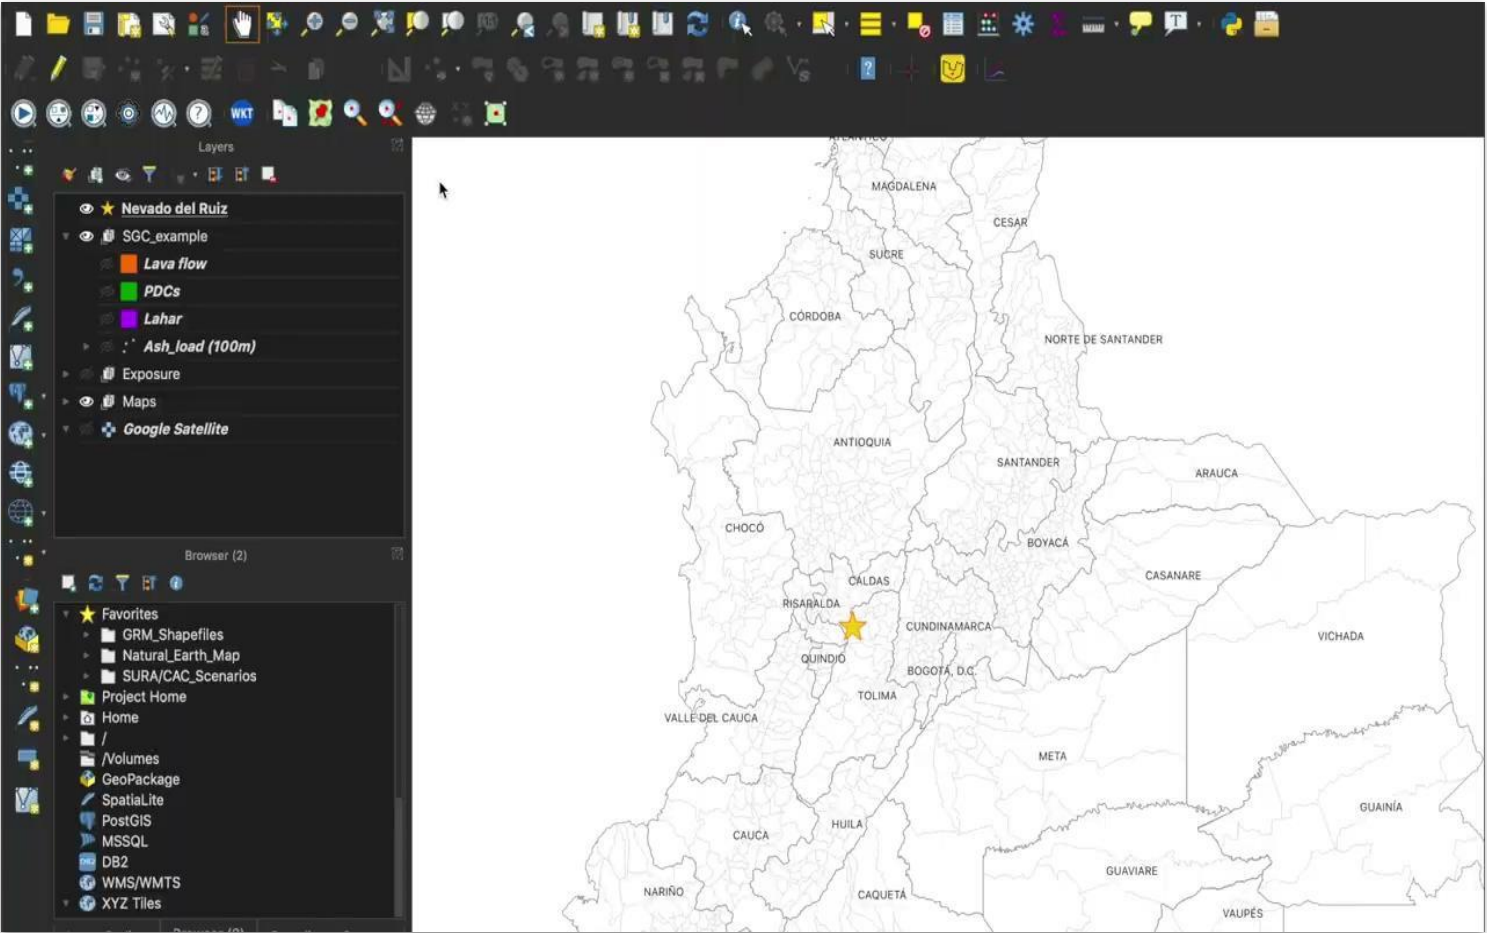 WKT
Layers
Nevado del Ruiz
SGC_example
Lava flow
PDCs
Lahar
Ash_load (100m)
Exposure
Maps
Google Satellite
Browser (2)
Favorites
GRM_Shapefiles
Natural_Earth_Map
SURA/CAC_Scenarios
Project Home
Home
/
/Volumes
GeoPackage
SpatiaLite
PostGIS
MSSQL
DB2
WMS/WMTS
XYZ Tiles
ATLÁNTICO
MAGDALENA
CESAR
SUCRE
CÓRDOBA
NORTE DE SANTANDER
ANTIOQUIA
SANTANDER
ARAUCA
CHOCÓ
BOYACÁ
CASANARE
CALDAS
RISARALDA
CUNDINAMARCA
VICHADA
QUINDIO
BOGOTÁ, D.C.
TOLIMA
VALLE DEL CAUCA
META
GUAINÍA
HUILA
CAUCA
GUAVIARE
NARIÑO
CAQUETÁ
VAUPÉS